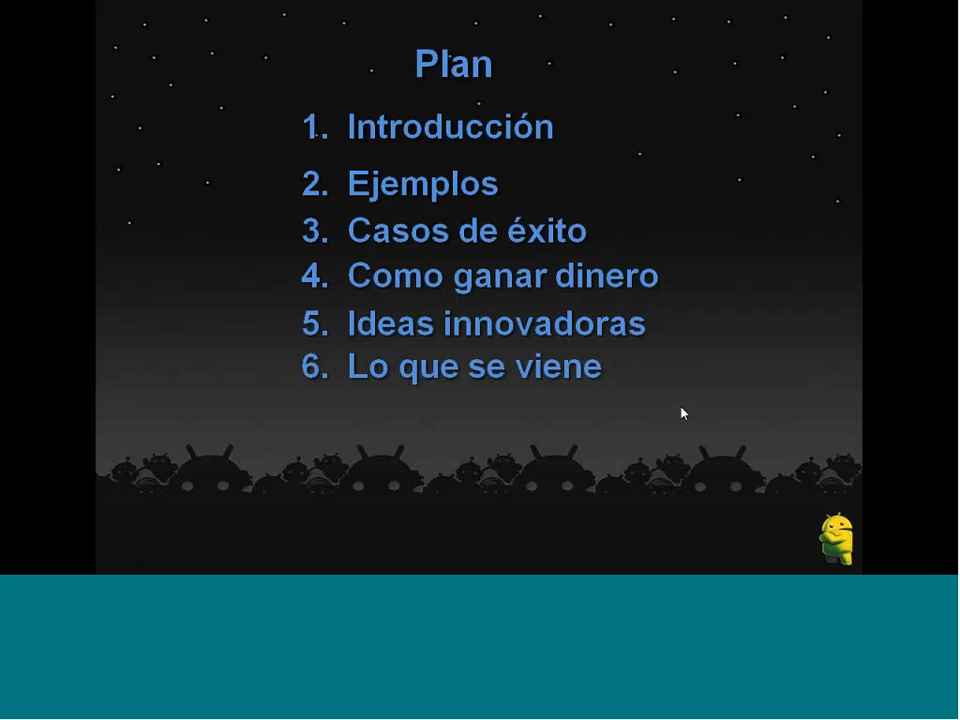 Plan
1. Introducción
2. Ejemplos
3. Casos de éxito
4. Como ganar dinero
5. Ideas innovadoras
6. Lo que se viene